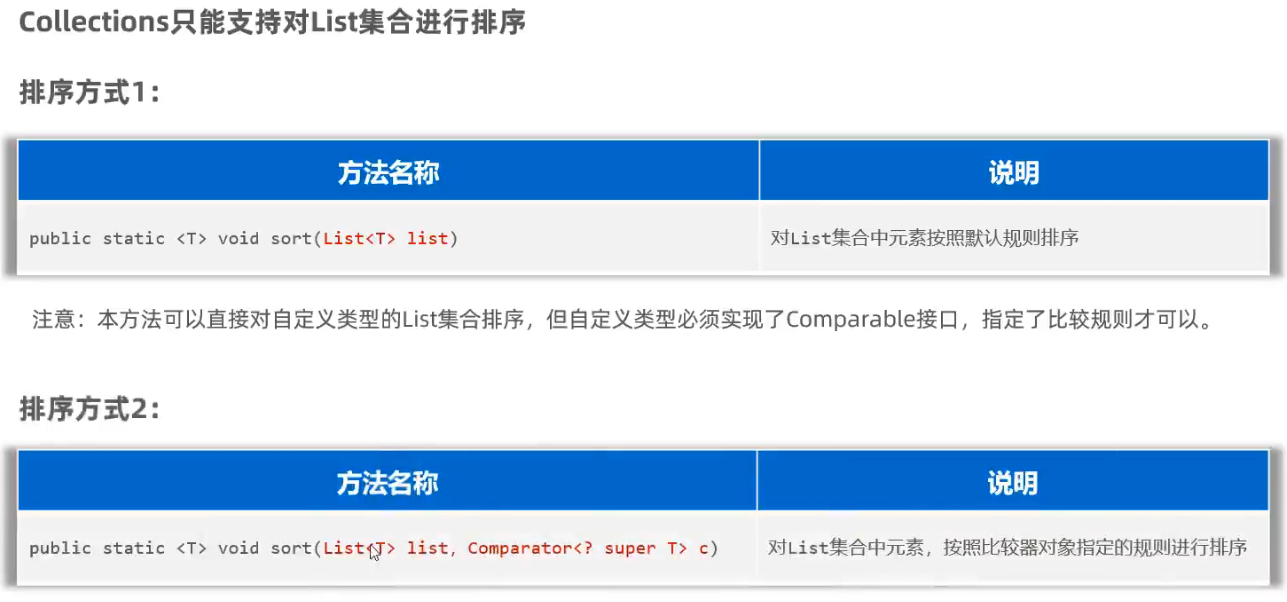 Collections只能支持对List集合进行排序
排序方式1：
方法名称 说明
public static <T> void sort(List<T> list) 对List集合中元素按照默认规则排序
注意：本方法可以直接对自定义类型的List集合排序，但自定义类型必须实现了Comparable接口，指定了比较规则才可以。
排序方式2：
方法名称 说明
public static <T> void sort(List<T> list, Comparator<? super T> c) 对List集合中元素，按照比较器对象指定的规则进行排序